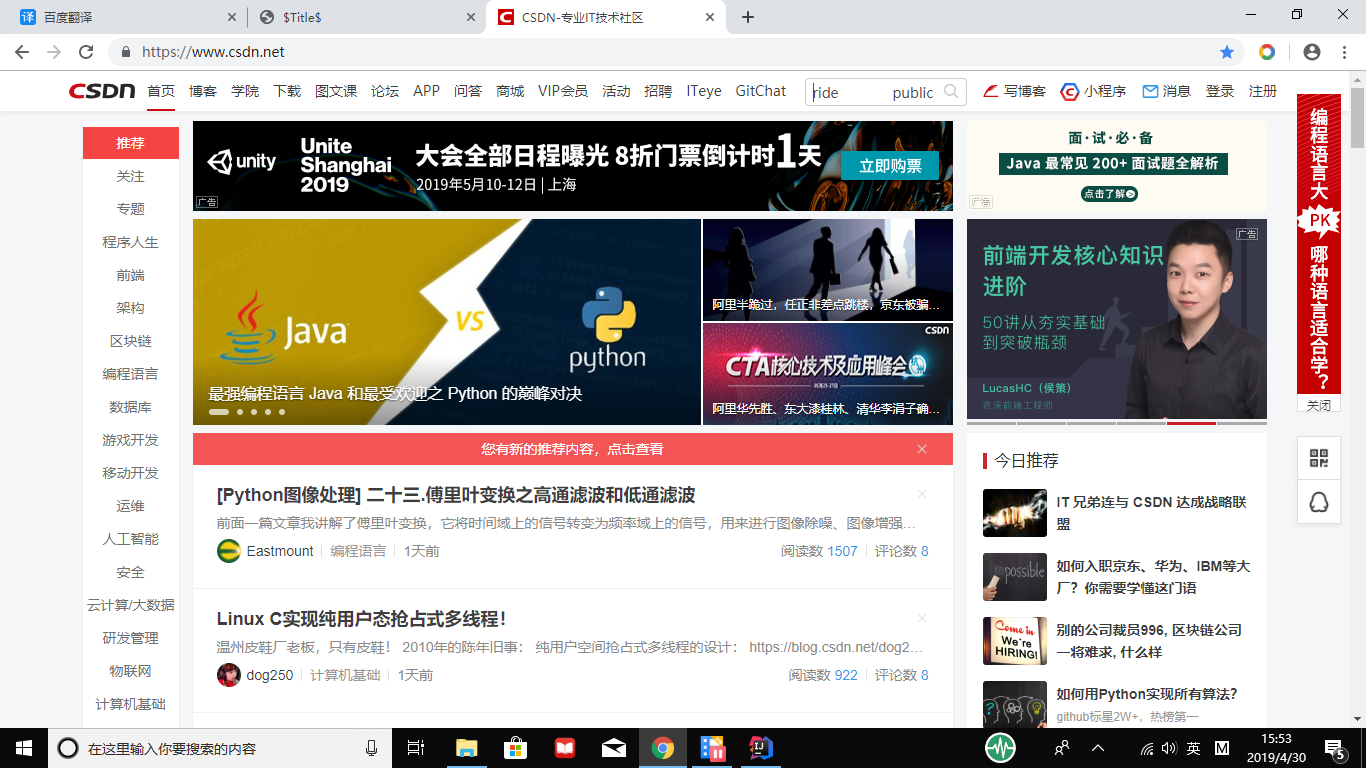 百度翻译
$Title$
CSDN-专业IT技术社区
https://www.csdn.net
CSDN 首页 博客 学院 下载 图文课 论坛 APP 问答 商城 VIP会员 活动 招聘 ITeye GitChat ride public 写博客 小程序 消息 登录 注册
推荐
关注
专题
程序人生
前端
架构
区块链
编程语言
数据库
游戏开发
移动开发
运维
人工智能
安全
云计算/大数据
研发管理
物联网
计算机基础
unity
Unite
Shanghai
2019
大会全部日程曝光 8折门票倒计时1天
2019年5月10-12日 | 上海
立即购票
广告
Java
VS
python
最强编程语言 Java 和最受欢迎之 Python 的巅峰对决
阿里半跪过，任正非差点跳楼，京东被骗...
CSDN
CTA核心技术及应用峰会
阿里华先胜、东大漆桂林、清华李涓子确...
您有新的推荐内容，点击查看
[Python图像处理] 二十三.傅里叶变换之高通滤波和低通滤波
前面一篇文章我讲解了傅里叶变换，它将时间域上的信号转变为频率域上的信号，用来进行图像除噪、图像增强...
Eastmount 编程语言 1天前 阅读数 1507 评论数 8
Linux C实现纯用户态抢占式多线程！
温州皮鞋厂老板，只有皮鞋！ 2010年的陈年旧事： 纯用户空间抢占式多线程的设计： https://blog.csdn.net/dog2...
dog250 计算机基础 1天前 阅读数 922 评论数 8
面·试·必·备
Java 最常见 200+ 面试题全解析
点击了解
广告
广告
前端开发核心知识
进阶
50讲从夯实基础
到突破瓶颈
LucasHC（侯策）
资深前端工程师
今日推荐
IT 兄弟连与 CSDN 达成战略联
盟
impossible
如何入职京东、华为、IBM等大
厂？你需要学懂这门语
Come in
We're
HIRING!
别的公司裁员996, 区块链公司
一将难求, 什么样
如何用Python实现所有算法？
github标星2W+，热榜第一
编程语言大
PK
哪种语言适合学？
关闭
在这里输入你要搜索的内容
英
M
15:53
2019/4/30
5